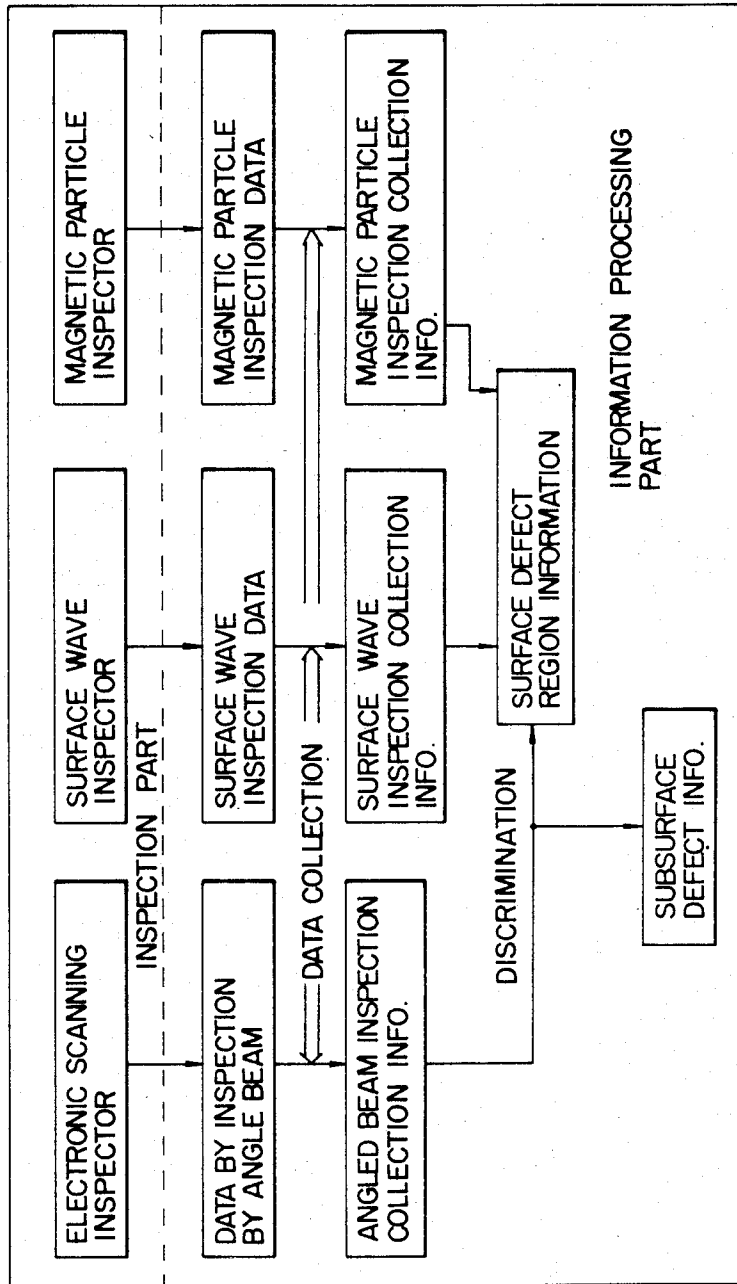 ELECTRONIC SCANNING
INSPECTOR
SURFACE WAVE
INSPECTOR
MAGNETIC PARTICLE
INSPECTOR
INSPECTION PART
DATA BY INSPECTION
BY ANGLE BEAM
SURFACE WAVE
INSPECTION DATA
MAGNETIC PARTCLE
INSPECTION DATA
DATA COLLECTION
ANGLED BEAM INSPECTION
COLLECTION INFO.
SURFACE WAVE
INSPECTION COLLECTION
INFO.
MAGNETIC PARTICLE
INSPECTION COLLECTION
INFO.
DISCRIMINATION
SURFACE DEFECT
REGION INFORMATION
INFORMATION PROCESSING
PART
SUBSURFACE
DEFECT INFO.